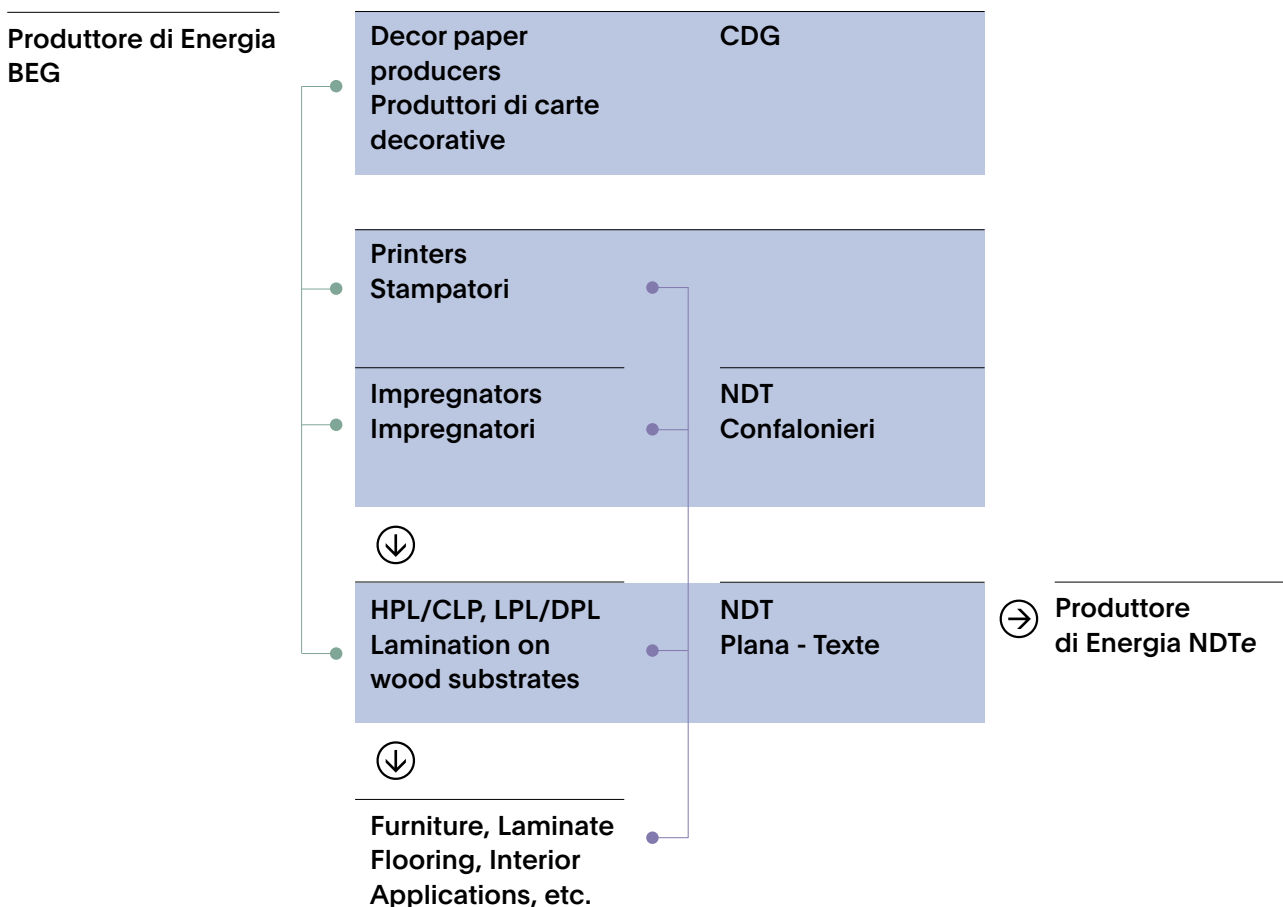 Produttore di Energia
BEG
Decor paper
producers
Produttori di carte
decorative
CDG
Printers
Stampatori
Impregnators
Impregnatori
NDT
Confalonieri
HPL/CLP, LPL/DPL
Lamination on
wood substrates
NDT
Plana - Texte
Produttore
di Energia NDTe
Furniture, Laminate
Flooring, Interior
Applications, etc.